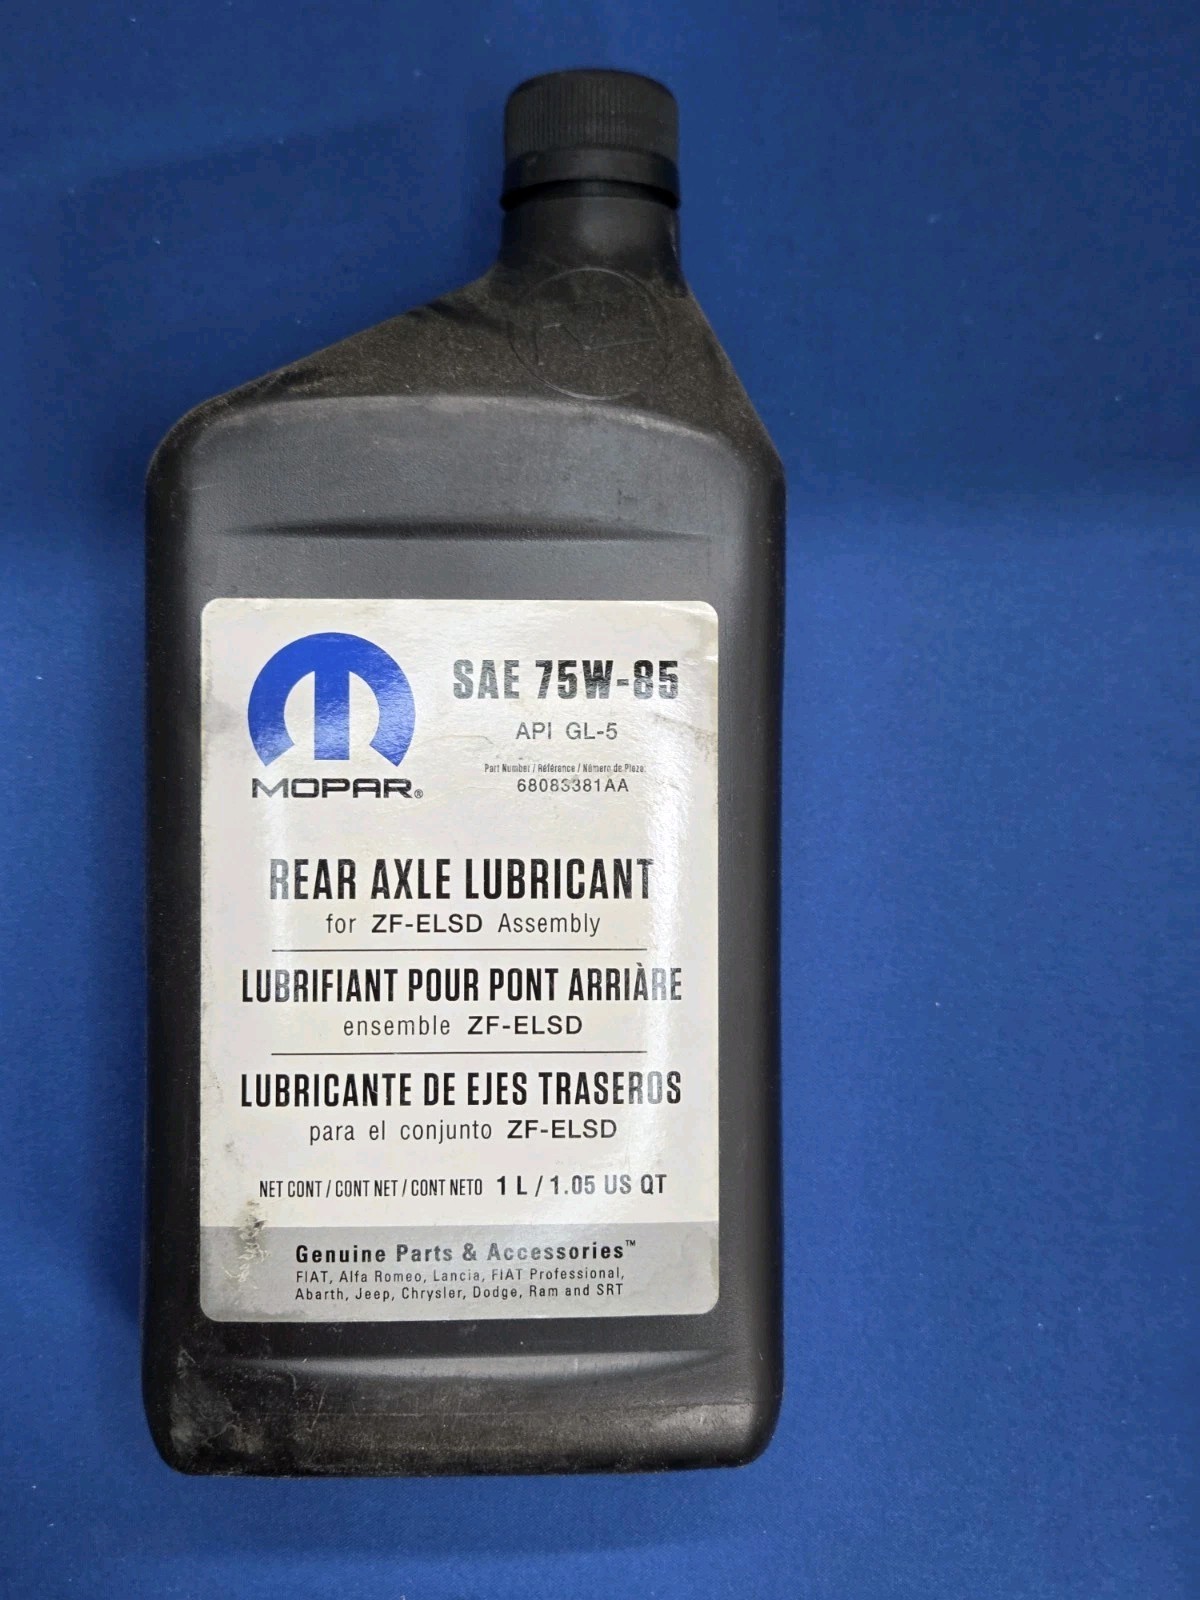 SAE 75W-85
API GL-5
Part Number / Référence / Número de Pieza:
68083381AA
MOPAR®
REAR AXLE LUBRICANT
for ZF-ELSD Assembly
LUBRIFIANT POUR PONT ARRIÀRE
ensemble ZF-ELSD
LUBRICANTE DE EJES TRASEROS
para el conjunto ZF-ELSD
NET CONT / CONT NET / CONT NETO 1 L / 1.05 US QT
Genuine Parts & Accessories™
FIAT, Alfa Romeo, Lancia, FIAT Professional,
Abarth, Jeep, Chrysler, Dodge, Ram and SRT